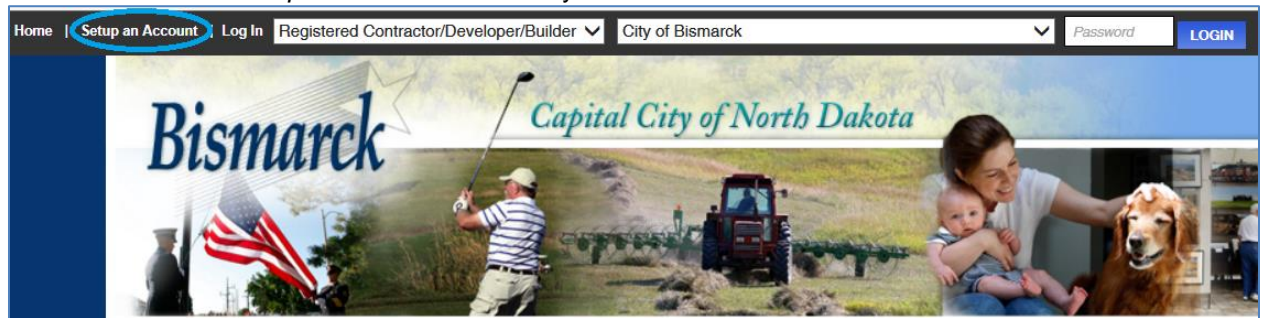 Home | Setup an Account | Log In Registered Contractor/Developer/Builder City of Bismarck Password LOGIN
Bismarck
Capital City of North Dakota